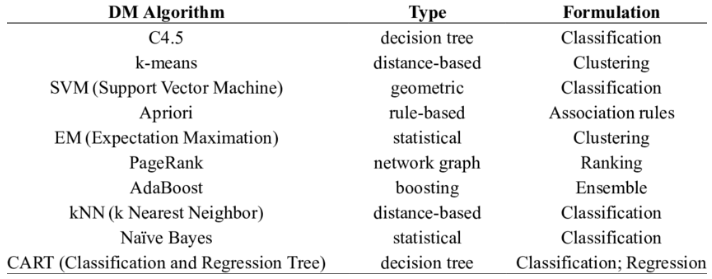 DM Algorithm Type Formulation
C4.5 decision tree Classification
k-means distance-based Clustering
SVM (Support Vector Machine) geometric Classification
Apriori rule-based Association rules
EM (Expectation Maximation) statistical Clustering
PageRank network graph Ranking
AdaBoost boosting Ensemble
kNN (k Nearest Neighbor) distance-based Classification
Naïve Bayes statistical Classification
CART (Classification and Regression Tree) decision tree Classification; Regression